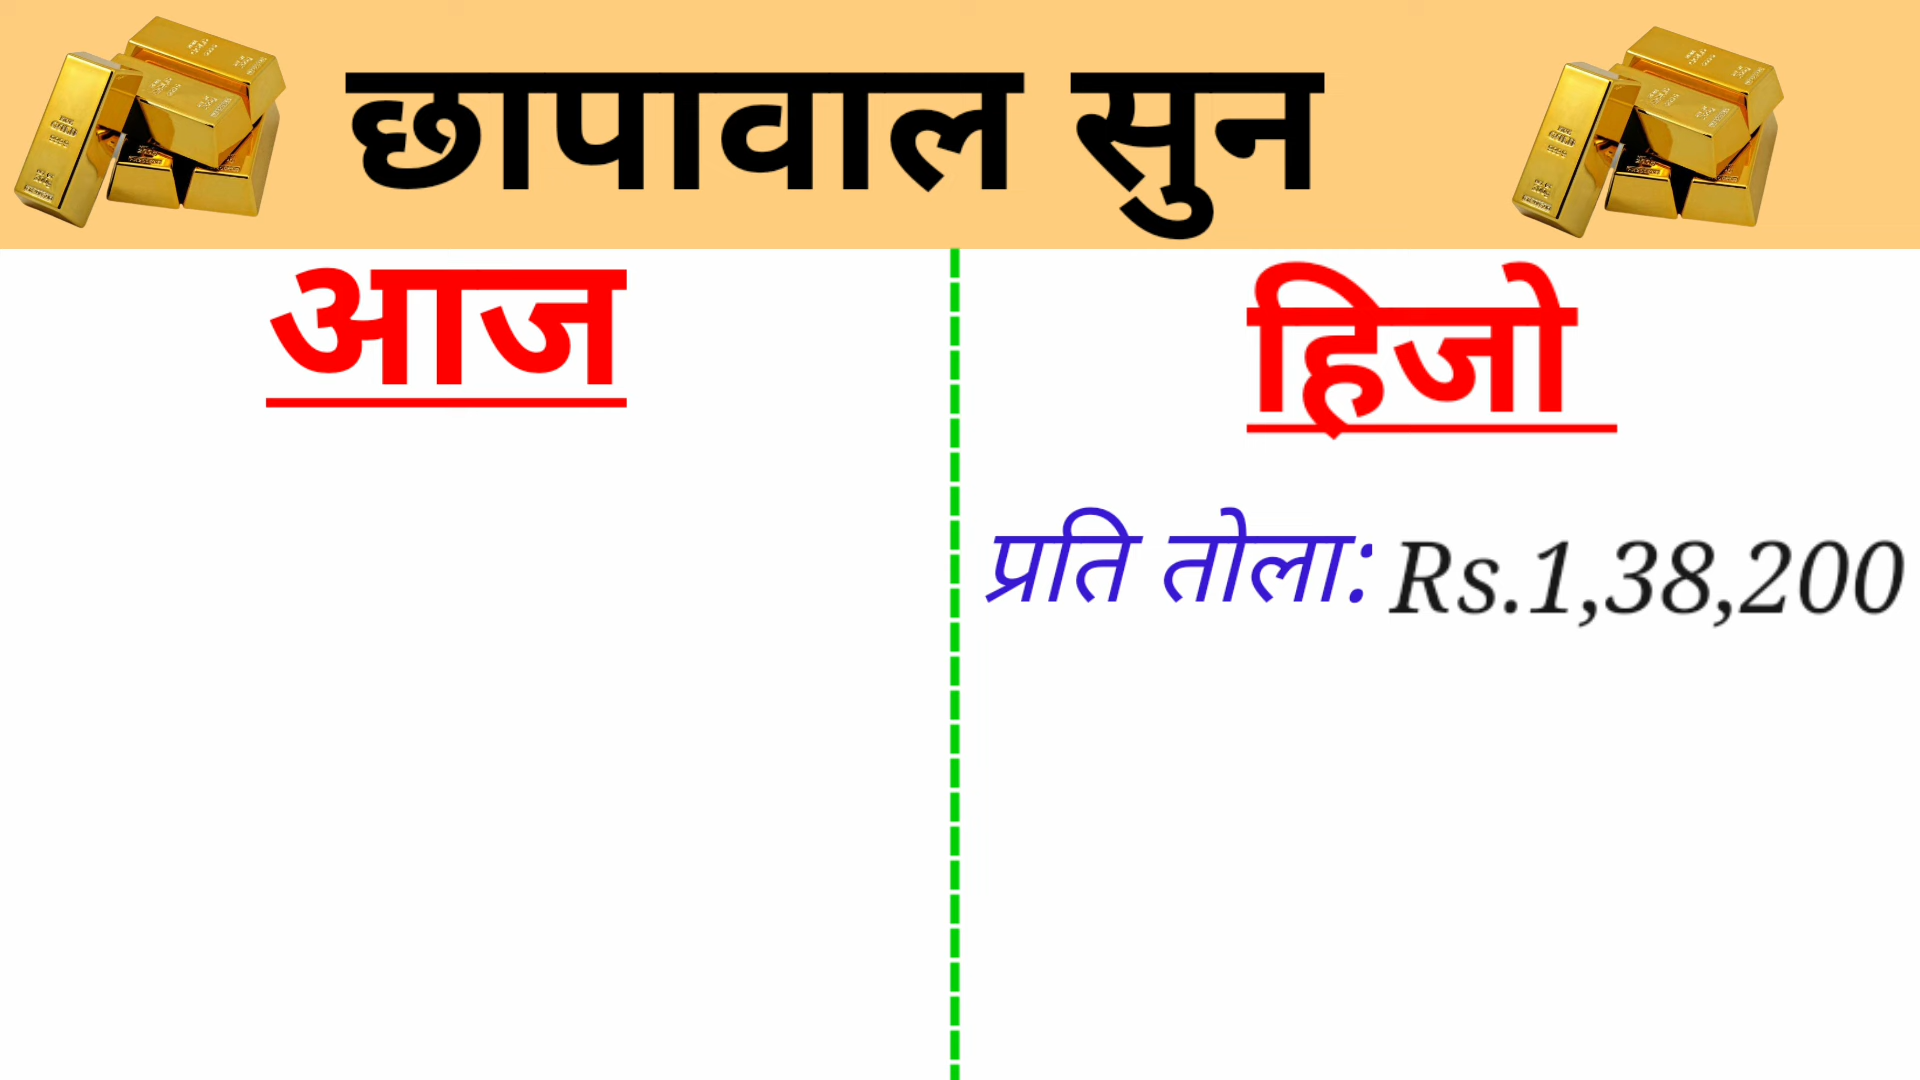 छापावाल सुन
आज
हिजो
प्रति तोला: Rs.1,38,200